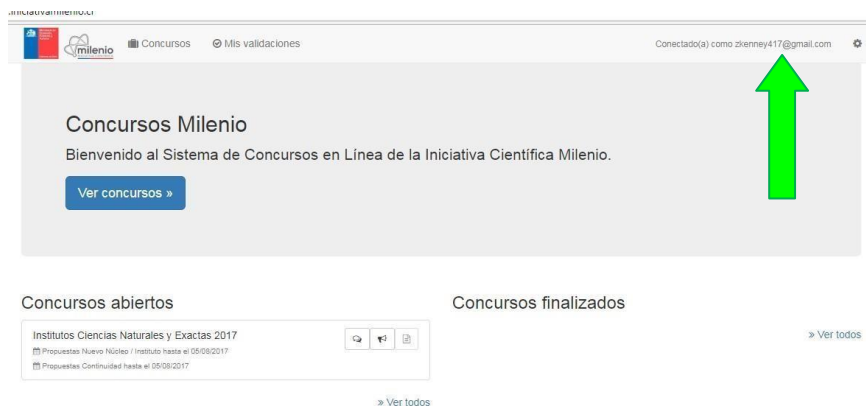 .iniciativamilenio.cl
milenio
Concursos
Mis validaciones
Conectado(a) como zkenney417@gmail.com
Concursos Milenio
Bienvenido al Sistema de Concursos en Línea de la Iniciativa Científica Milenio.
Ver concursos »
Concursos abiertos
Institutos Ciencias Naturales y Exactas 2017
Propuestas Nuevo Núcleo / Instituto hasta el 05/08/2017
Propuestas Continuidad hasta el 05/08/2017
» Ver todos
Concursos finalizados
» Ver todos